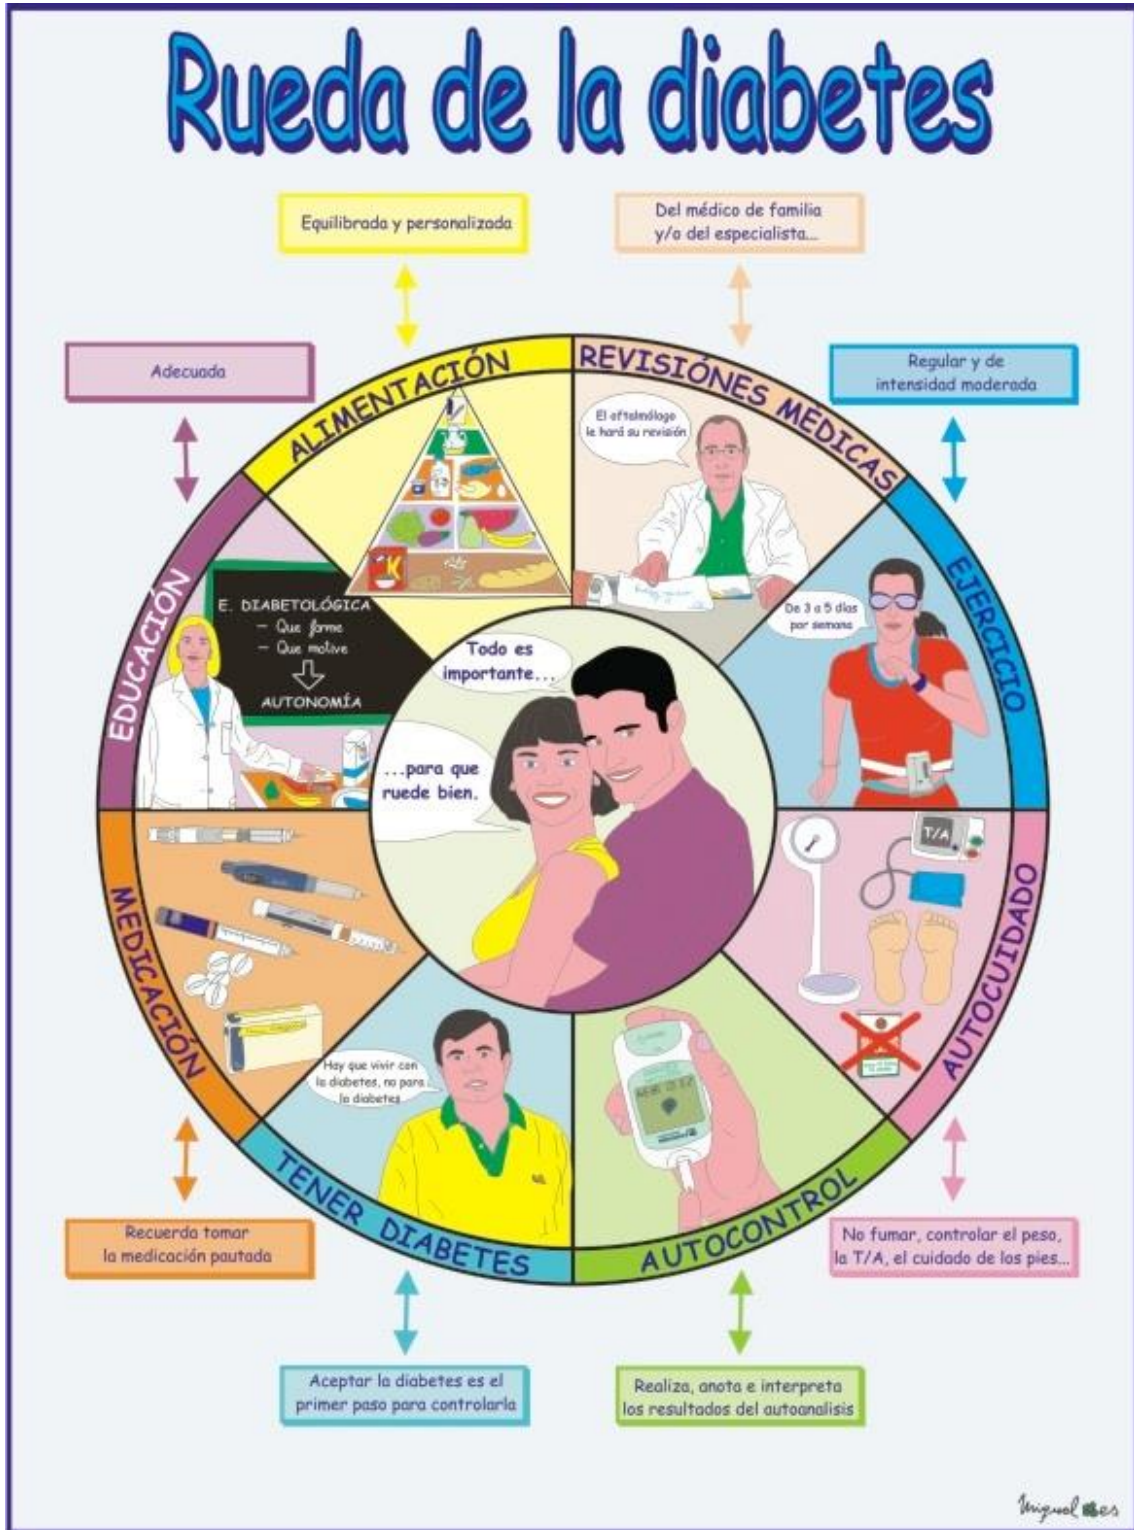 Rueda de la diabetes
Equilibrada y personalizada
Del médico de familia
y/o del especialista...
Adecuada
Regular y de
intensidad moderada
ALIMENTACIÓN
REVISIÓNES MÉDICAS
El oftalmólogo
le hará su revisión
EDUCACIÓN
E. DIABETOLÓGICA
- Que forme
- Que motive
AUTONOMÍA
EJERCICIO
De 3 a 5 días
por semana
Todo es
importante...
...para que
ruede bien.
MEDICACIÓN
T/A
AUTOCUIDADO
Hay que vivir con
la diabetes, no para
la diabetes
TENER DIABETES
AUTOCONTROL
Recuerda tomar
la medicación pautada
No fumar, controlar el peso,
la T/A, el cuidado de los pies...
Aceptar la diabetes es el
primer paso para controlarla
Realiza, anota e interpreta
los resultados del autoanalisis
K